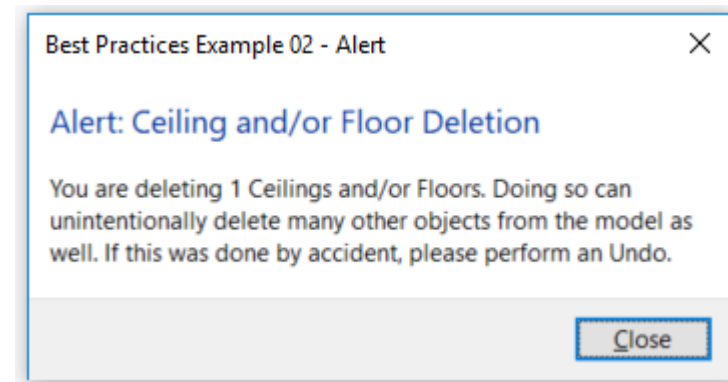 Best Practices Example 02 - Alert
Alert: Ceiling and/or Floor Deletion
You are deleting 1 Ceilings and/or Floors. Doing so can
unintentionally delete many other objects from the model as
well. If this was done by accident, please perform an Undo.
Close